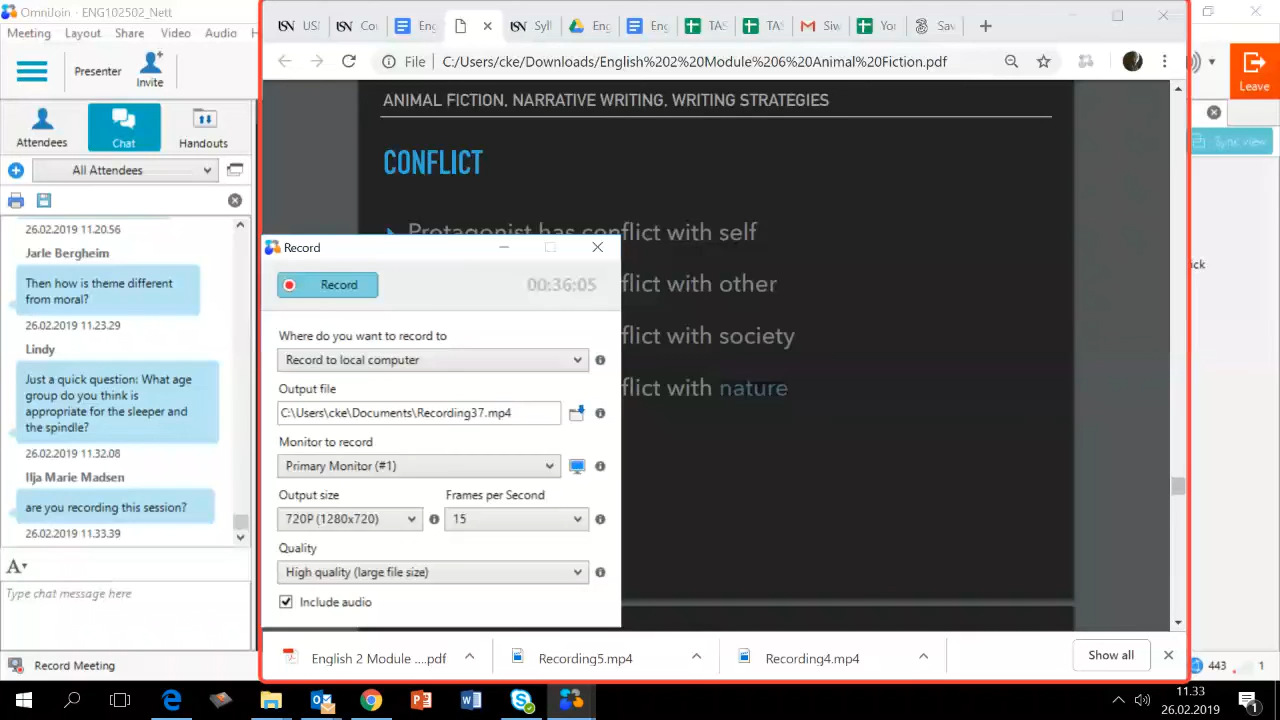 OmniJoin - ENG102502_Nett
Meeting Layout Share Video Audio
Presenter
Invite
Attendees
Chat
Handouts
All Attendees
26.02.2019 11.20.56
Jarle Bergheim
Then how is theme different
from moral?
26.02.2019 11.23.29
Lindy
Just a quick question: What age
group do you think is
appropriate for the sleeper and
the spindle?
26.02.2019 11.32.08
Ilja Marie Madsen
are you recording this session?
26.02.2019 11.33.39
A
Type chat message here
Record Meeting
File C:/Users/cke/Downloads/English%202%20Module%206%20Animal%20Fiction.pdf
ANIMAL FICTION, NARRATIVE WRITING, WRITING STRATEGIES
CONFLICT
Protagonist has conflict with self
flict with other
flict with society
flict with nature
Record
Record
00:36:05
Where do you want to record to
Record to local computer
Output file
C:\Users\cke\Documents\Recording37.mp4
Monitor to record
Primary Monitor (#1)
Output size
Frames per Second
720P (1280x720)
15
Quality
High quality (large file size)
Include audio
English 2 Module ....pdf
Recording5.mp4
Recording4.mp4
Show all
Leave
Sync view
ick
443
1
11.33
26.02.2019
1